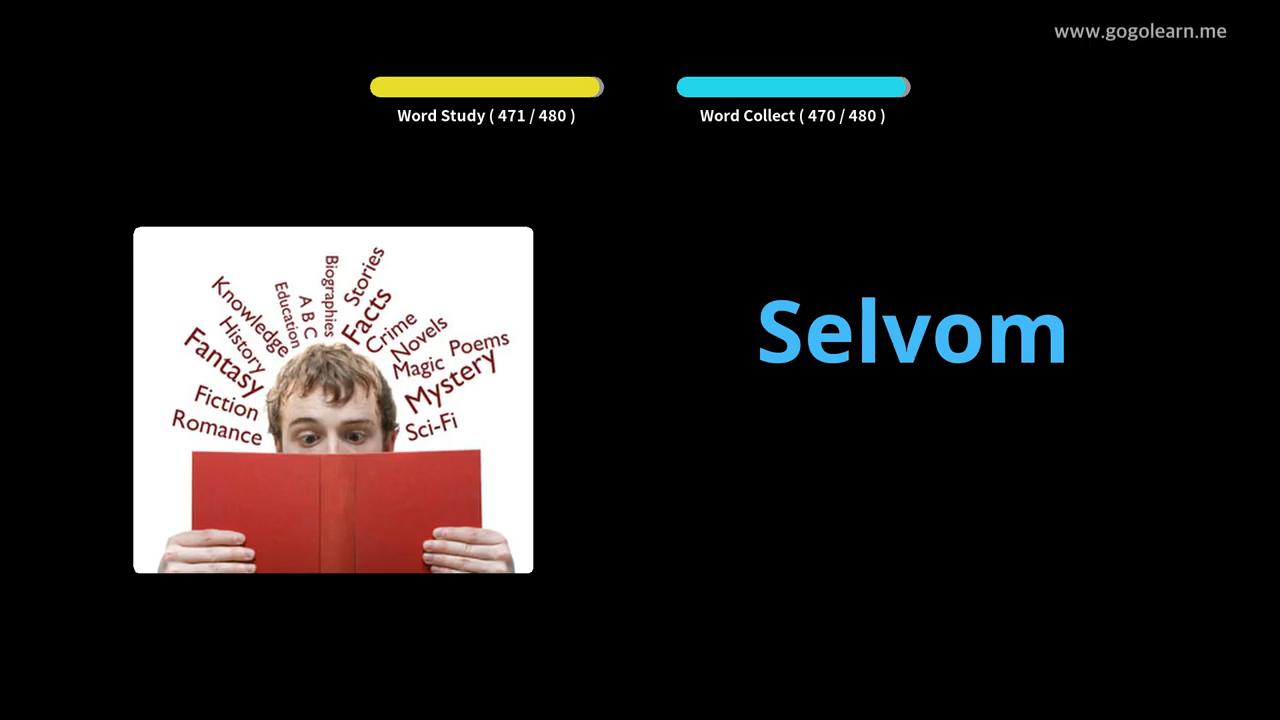 www.gogolearn.me
Word Study ( 471 / 480 )
Word Collect ( 470 / 480 )
Selvom
Biographies
Stories
Education
A B C
Facts
Knowledge
Crime
History
Novels
Fantasy
Poems
Magic
Mystery
Fiction
Romance
Sci-Fi